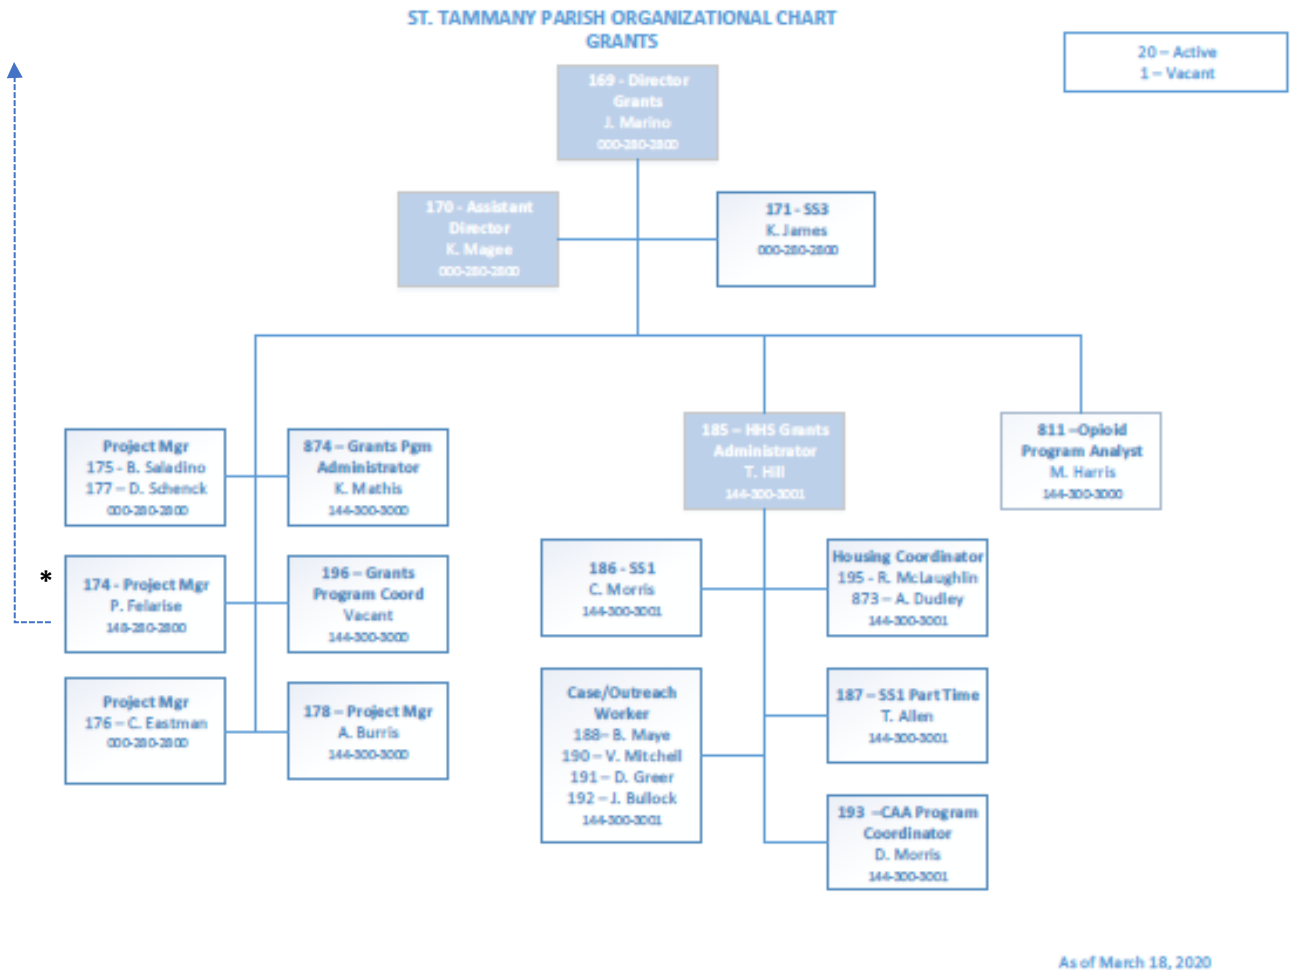 ST. TAMMANY PARISH ORGANIZATIONAL CHART
GRANTS
20 – Active
1 – Vacant
169 - Director
Grants
J. Marino
000-280-2800
170 - Assistant
Director
K. Magee
000-280-2800
171 - SS3
K. James
000-280-2800
Project Mgr
175 - B. Saladino
177 – D. Schenck
000-280-2800
874 – Grants Pgm
Administrator
K. Mathis
144-300-3000
185 – HHS Grants
Administrator
T. Hill
144-300-3001
811 –Opioid
Program Analyst
M. Harris
144-300-3000
*
174 - Project Mgr
P. Felarise
148-280-2800
196 – Grants
Program Coord
Vacant
144-300-3000
186 - SS1
C. Morris
144-300-3001
Housing Coordinator
195 - R. McLaughlin
873 – A. Dudley
144-300-3001
Project Mgr
176 – C. Eastman
000-280-2800
178 – Project Mgr
A. Burris
144-300-3000
Case/Outreach
Worker
188– B. Maye
190 – V. Mitchell
191 – D. Greer
192 – J. Bullock
144-300-3001
187 – SS1 Part Time
T. Allen
144-300-3001
193 –CAA Program
Coordinator
D. Morris
144-300-3001
As of March 18, 2020